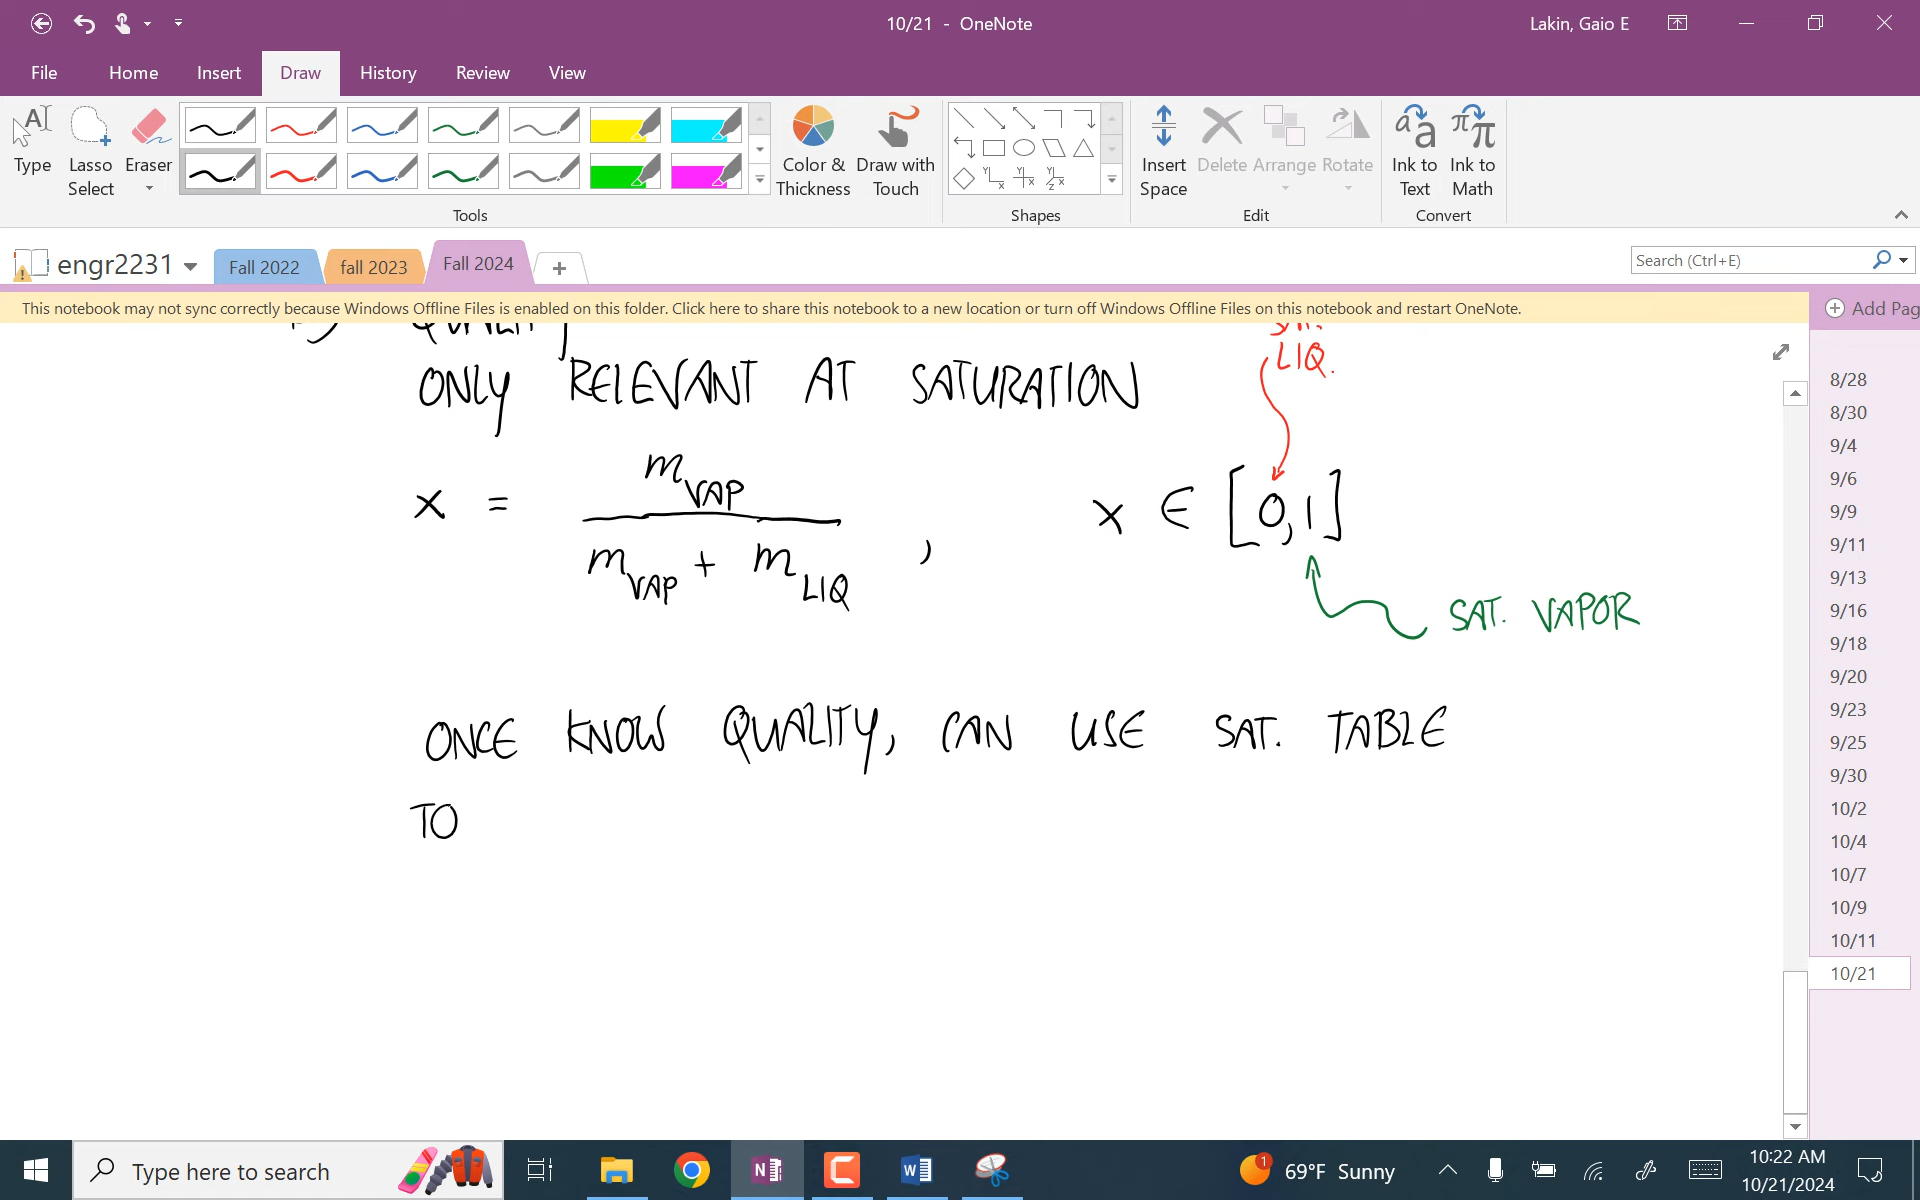 10/21 - OneNote
Lakin, Gaio E
File Home Insert Draw History Review View
Type
Lasso Select
Eraser
Color & Thickness
Draw with Touch
Insert Space
Delete
Arrange
Rotate
Ink to Text
Ink to Math
Tools
Shapes
Edit
Convert
engr2231
Fall 2022
fall 2023
Fall 2024
Search (Ctrl+E)
This notebook may not sync correctly because Windows Offline Files is enabled on this folder. Click here to share this notebook to a new location or turn off Windows Offline Files on this notebook and restart OneNote.
Add Pag
QUALITY
SAT.
LIQ.
ONLY RELEVANT AT SATURATION
x = m_VAP / (m_VAP + m_LIQ) , x ∈ [0,1]
SAT. VAPOR
ONCE KNOW QUALITY, CAN USE SAT. TABLE
TO
8/28
8/30
9/4
9/6
9/9
9/11
9/13
9/16
9/18
9/20
9/23
9/25
9/30
10/2
10/4
10/7
10/9
10/11
10/21
Type here to search
1
69°F Sunny
10:22 AM
10/21/2024